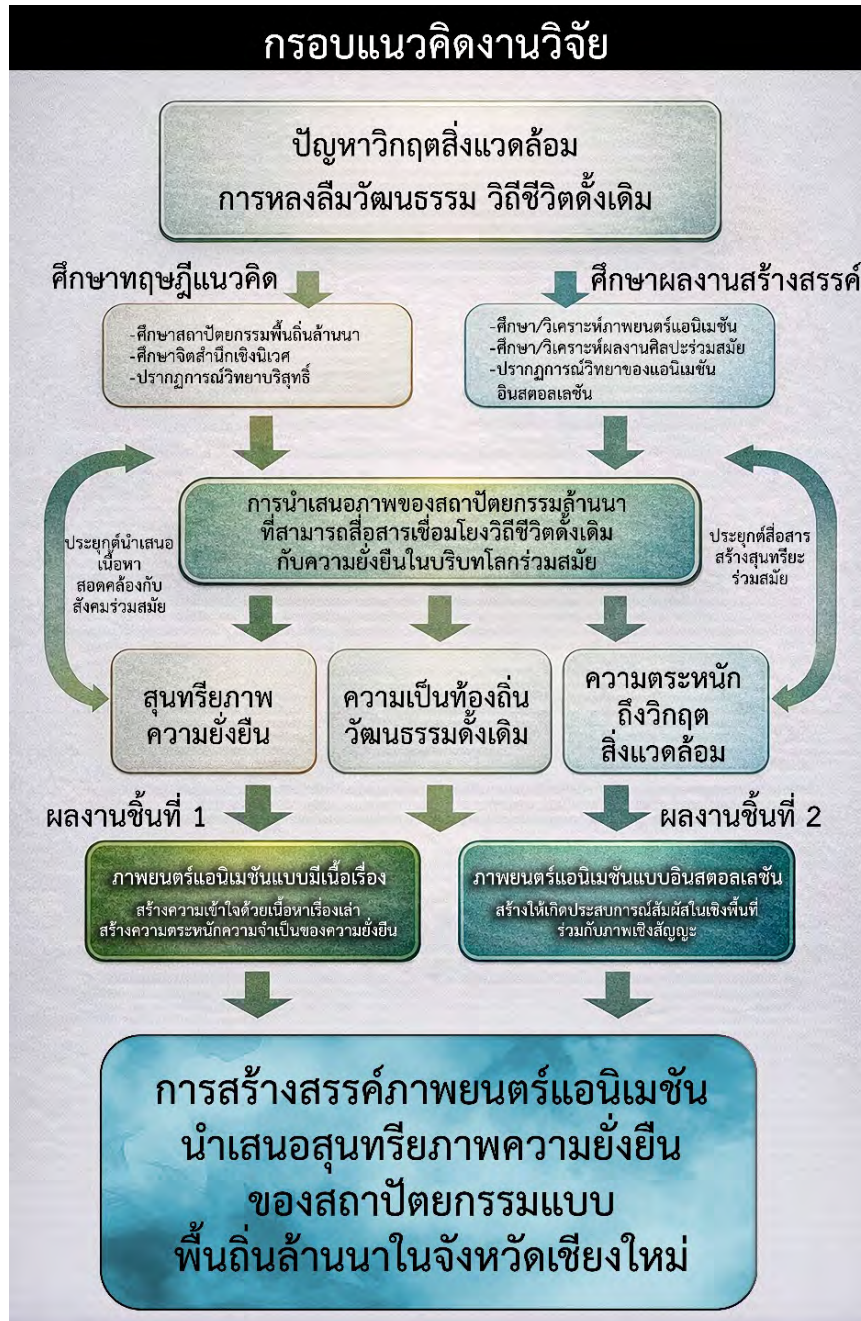 กรอบแนวคิดงานวิจัย
ปัญหาวิกฤตสิ่งแวดล้อม
การหลงลืมวัฒนธรรม วิถีชีวิตดั้งเดิม
ศึกษาทฤษฎีแนวคิด
-ศึกษาสถาปัตยกรรมพื้นถิ่นล้านนา
-ศึกษาจิตสำนึกเชิงนิเวศ
-ปรากฏการณ์วิทยาบริสุทธิ์
ศึกษาผลงานสร้างสรรค์
-ศึกษา/วิเคราะห์ภาพยนตร์แอนิเมชัน
-ศึกษา/วิเคราะห์ผลงานศิลปะร่วมสมัย
-ปรากฏการณ์วิทยาของแอนิเมชัน
อินสตอลเลชัน
การนำเสนอภาพของสถาปัตยกรรมล้านนา
ที่สามารถสื่อสารเชื่อมโยงวิถีชีวิตดั้งเดิม
กับความยั่งยืนในบริบทโลกร่วมสมัย
ประยุกต์นำเสนอ
เนื้อหา
สอดคล้องกับ
สังคมร่วมสมัย
ประยุกต์สื่อสาร
สร้างสุนทรียะ
ร่วมสมัย
สุนทรียภาพ
ความยั่งยืน
ความเป็นท้องถิ่น
วัฒนธรรมดั้งเดิม
ความตระหนัก
ถึงวิกฤต
สิ่งแวดล้อม
ผลงานชิ้นที่ 1
ภาพยนตร์แอนิเมชันแบบมีเนื้อเรื่อง
สร้างความเข้าใจด้วยเนื้อหาเรื่องเล่า
สร้างความตระหนักความจำเป็นของความยั่งยืน
ผลงานชิ้นที่ 2
ภาพยนตร์แอนิเมชันแบบอินสตอลเลชัน
สร้างให้เกิดประสบการณ์สัมผัสในเชิงพื้นที่
ร่วมกับภาพเชิงสัญญะ
การสร้างสรรค์ภาพยนตร์แอนิเมชัน
นำเสนอสุนทรียภาพความยั่งยืน
ของสถาปัตยกรรมแบบ
พื้นถิ่นล้านนาในจังหวัดเชียงใหม่